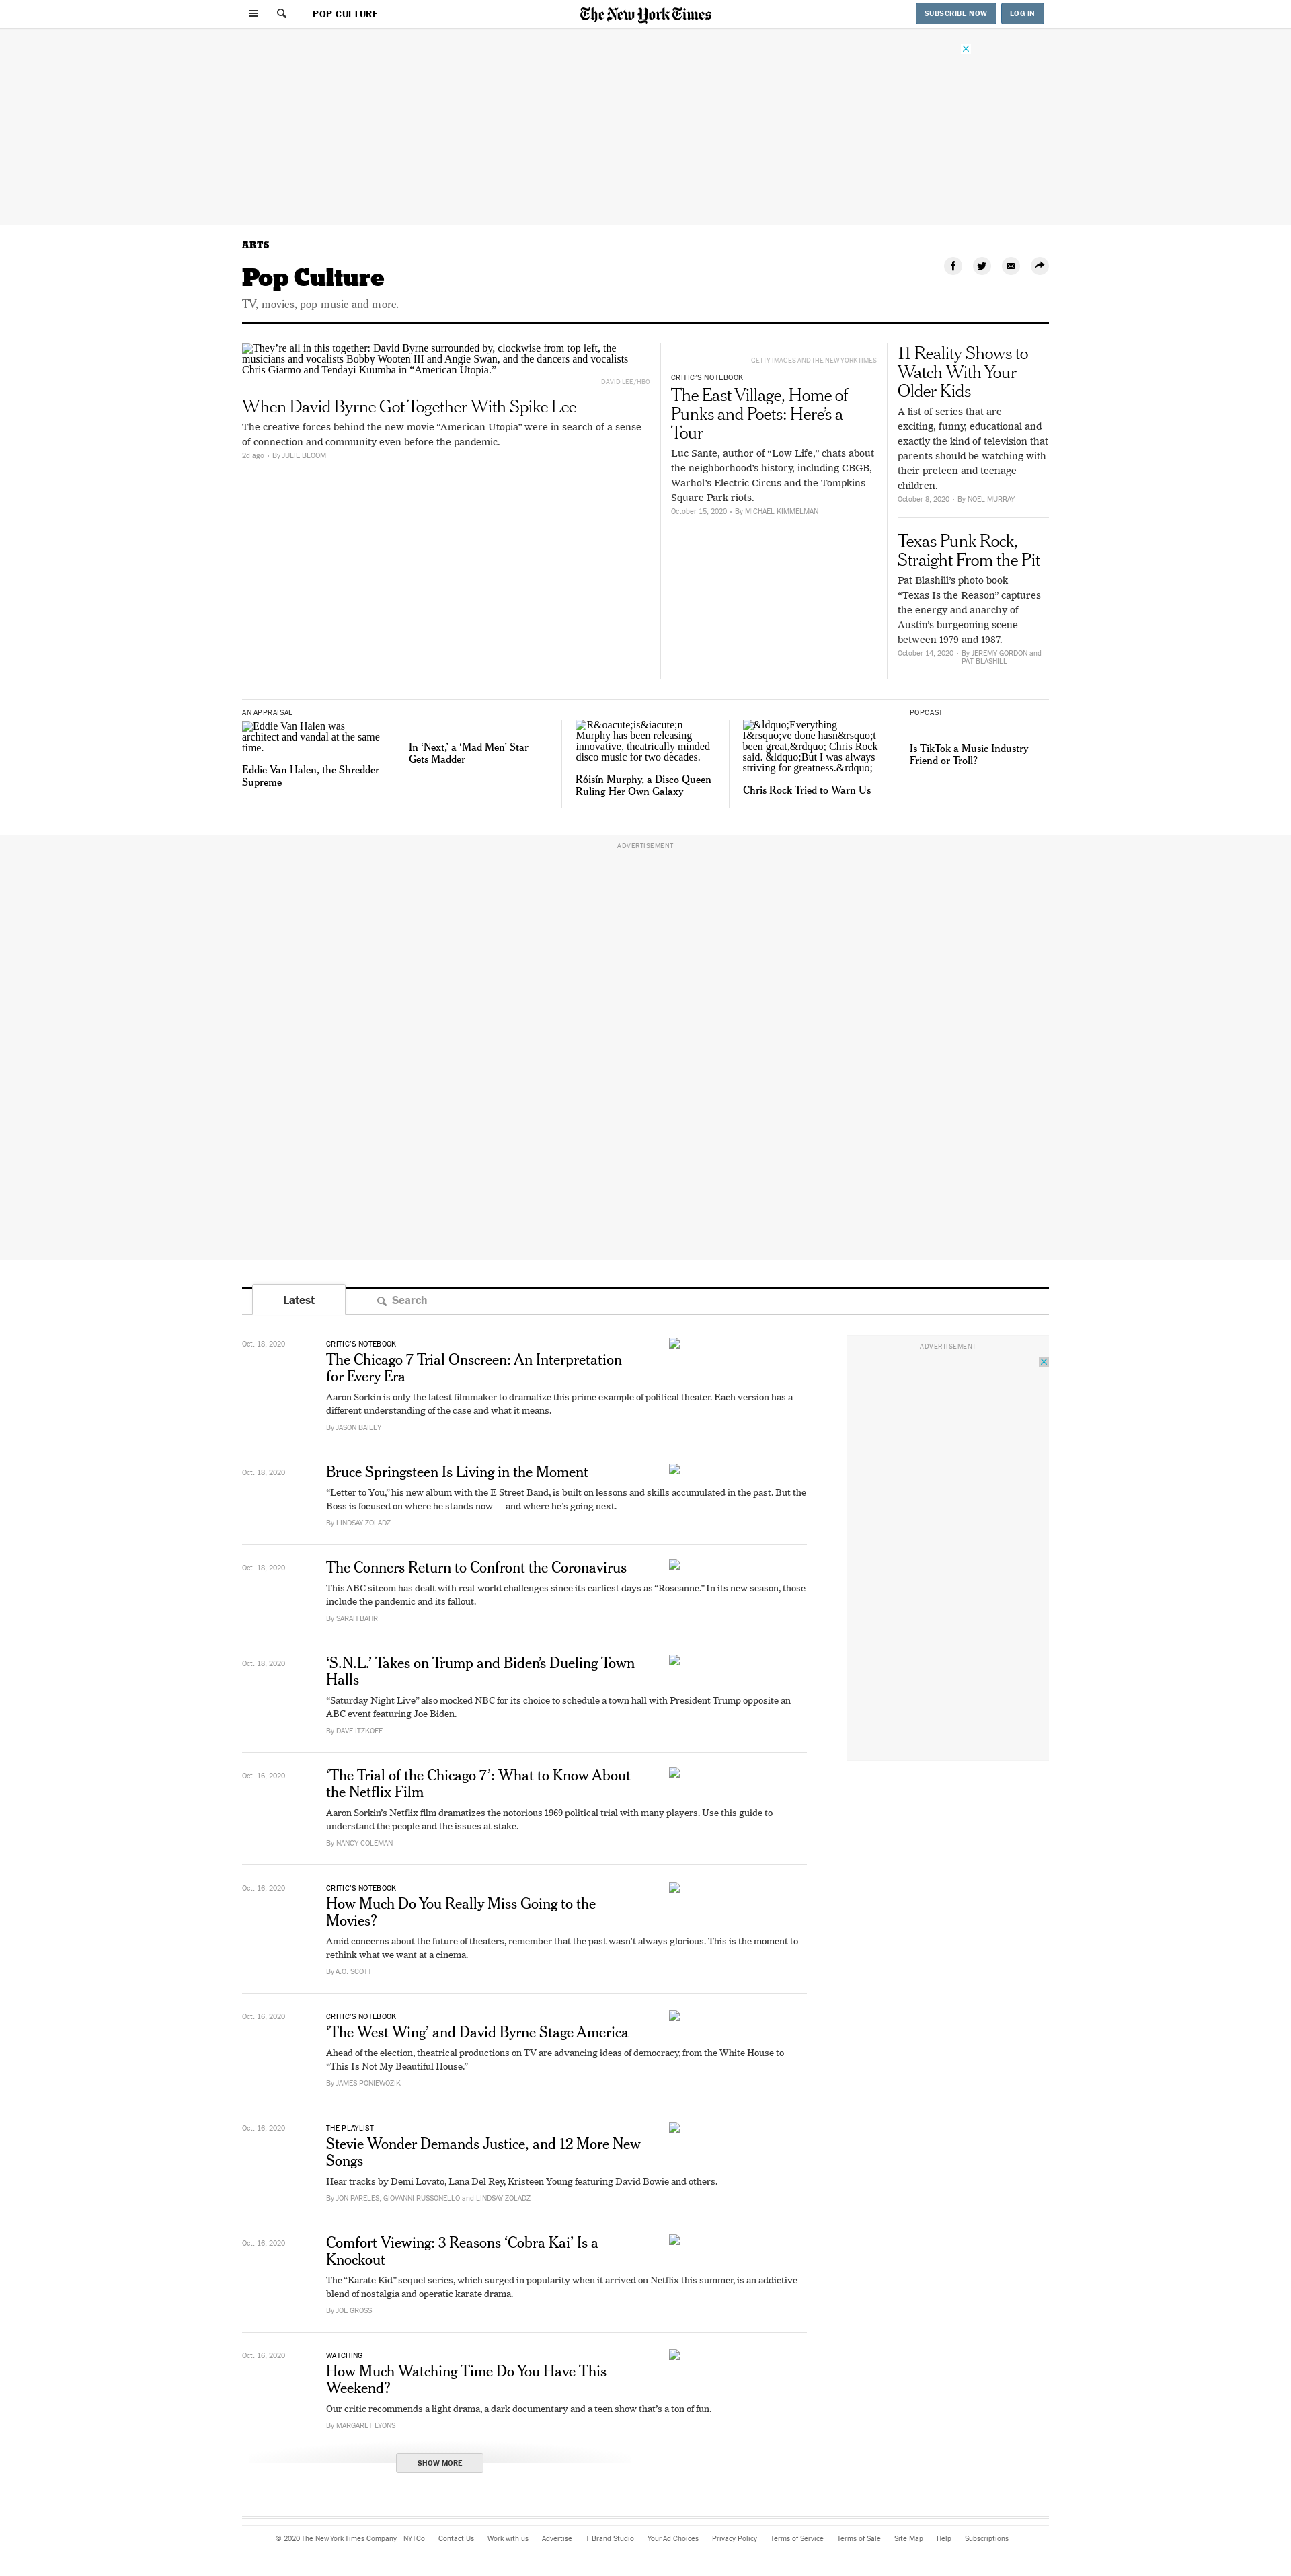 POP CULTURE
The New York Times
SUBSCRIBE NOW
LOG IN
ARTS
Pop Culture
TV, movies, pop music and more.
They’re all in this together: David Byrne surrounded by, clockwise from top left, the
musicians and vocalists Bobby Wooten III and Angie Swan, and the dancers and vocalists
Chris Giarmo and Tendayi Kuumba in “American Utopia.”
DAVID LEE/HBO
When David Byrne Got Together With Spike Lee
The creative forces behind the new movie “American Utopia” were in search of a sense
of connection and community even before the pandemic.
2d ago • By JULIE BLOOM
GETTY IMAGES AND THE NEW YORK TIMES
CRITIC’S NOTEBOOK
The East Village, Home of
Punks and Poets: Here’s a
Tour
Luc Sante, author of “Low Life,” chats about
the neighborhood’s history, including CBGB,
Warhol’s Electric Circus and the Tompkins
Square Park riots.
October 15, 2020 • By MICHAEL KIMMELMAN
11 Reality Shows to
Watch With Your
Older Kids
A list of series that are
exciting, funny, educational and
exactly the kind of television that
parents should be watching with
their preteen and teenage
children.
October 8, 2020 • By NOEL MURRAY
Texas Punk Rock,
Straight From the Pit
Pat Blashill’s photo book
“Texas Is the Reason” captures
the energy and anarchy of
Austin’s burgeoning scene
between 1979 and 1987.
October 14, 2020 • By JEREMY GORDON and
PAT BLASHILL
AN APPRAISAL
Eddie Van Halen was
architect and vandal at the same
time.
Eddie Van Halen, the Shredder
Supreme
In ‘Next,’ a ‘Mad Men’ Star
Gets Madder
R&oacute;is&iacute;n
Murphy has been releasing
innovative, theatrically minded
disco music for two decades.
Róisín Murphy, a Disco Queen
Ruling Her Own Galaxy
&ldquo;Everything
I&rsquo;ve done hasn&rsquo;t
been great,&rdquo; Chris Rock
said. &ldquo;But I was always
striving for greatness.&rdquo;
Chris Rock Tried to Warn Us
POPCAST
Is TikTok a Music Industry
Friend or Troll?
ADVERTISEMENT
Latest
Search
Oct. 18, 2020
CRITIC’S NOTEBOOK
The Chicago 7 Trial Onscreen: An Interpretation
for Every Era
Aaron Sorkin is only the latest filmmaker to dramatize this prime example of political theater. Each version has a
different understanding of the case and what it means.
By JASON BAILEY
ADVERTISEMENT
Oct. 18, 2020
Bruce Springsteen Is Living in the Moment
“Letter to You,” his new album with the E Street Band, is built on lessons and skills accumulated in the past. But the
Boss is focused on where he stands now — and where he’s going next.
By LINDSAY ZOLADZ
Oct. 18, 2020
The Conners Return to Confront the Coronavirus
This ABC sitcom has dealt with real-world challenges since its earliest days as “Roseanne.” In its new season, those
include the pandemic and its fallout.
By SARAH BAHR
Oct. 18, 2020
‘S.N.L.’ Takes on Trump and Biden’s Dueling Town
Halls
“Saturday Night Live” also mocked NBC for its choice to schedule a town hall with President Trump opposite an
ABC event featuring Joe Biden.
By DAVE ITZKOFF
Oct. 16, 2020
‘The Trial of the Chicago 7’: What to Know About
the Netflix Film
Aaron Sorkin’s Netflix film dramatizes the notorious 1969 political trial with many players. Use this guide to
understand the people and the issues at stake.
By NANCY COLEMAN
Oct. 16, 2020
CRITIC’S NOTEBOOK
How Much Do You Really Miss Going to the
Movies?
Amid concerns about the future of theaters, remember that the past wasn’t always glorious. This is the moment to
rethink what we want at a cinema.
By A.O. SCOTT
Oct. 16, 2020
CRITIC’S NOTEBOOK
‘The West Wing’ and David Byrne Stage America
Ahead of the election, theatrical productions on TV are advancing ideas of democracy, from the White House to
“This Is Not My Beautiful House.”
By JAMES PONIEWOZIK
Oct. 16, 2020
THE PLAYLIST
Stevie Wonder Demands Justice, and 12 More New
Songs
Hear tracks by Demi Lovato, Lana Del Rey, Kristeen Young featuring David Bowie and others.
By JON PARELES, GIOVANNI RUSSONELLO and LINDSAY ZOLADZ
Oct. 16, 2020
Comfort Viewing: 3 Reasons ‘Cobra Kai’ Is a
Knockout
The “Karate Kid” sequel series, which surged in popularity when it arrived on Netflix this summer, is an addictive
blend of nostalgia and operatic karate drama.
By JOE GROSS
Oct. 16, 2020
WATCHING
How Much Watching Time Do You Have This
Weekend?
Our critic recommends a light drama, a dark documentary and a teen show that’s a ton of fun.
By MARGARET LYONS
SHOW MORE
© 2020 The New York Times Company NYTCo Contact Us Work with us Advertise T Brand Studio Your Ad Choices Privacy Policy Terms of Service Terms of Sale Site Map Help Subscriptions